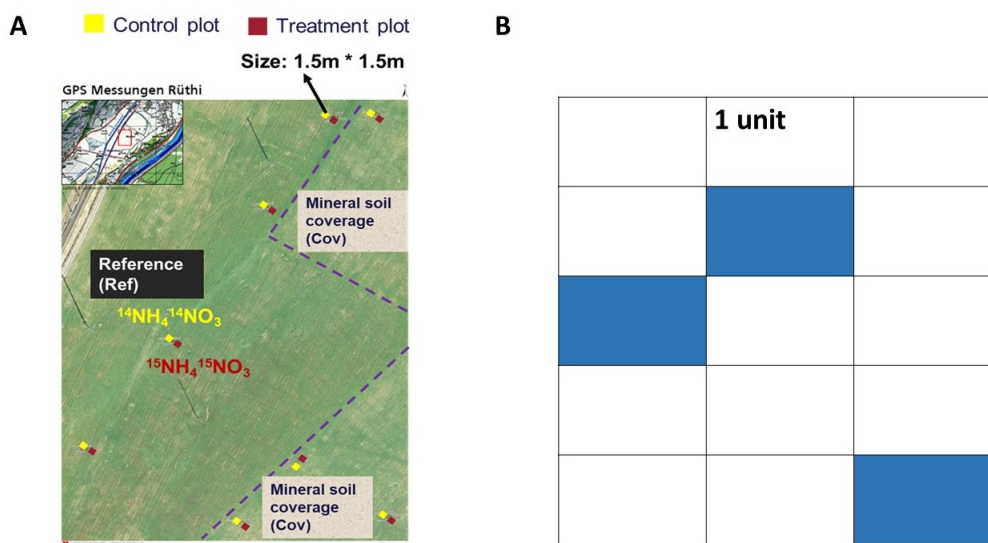 A
Control plot
Treatment plot
Size: 1.5m * 1.5m
GPS Messungen Rüthi
Mineral soil
coverage
(Cov)
Reference
(Ref)
¹⁴NH₄¹⁴NO₃
¹⁵NH₄¹⁵NO₃
Mineral soil
coverage
(Cov)
B
1 unit